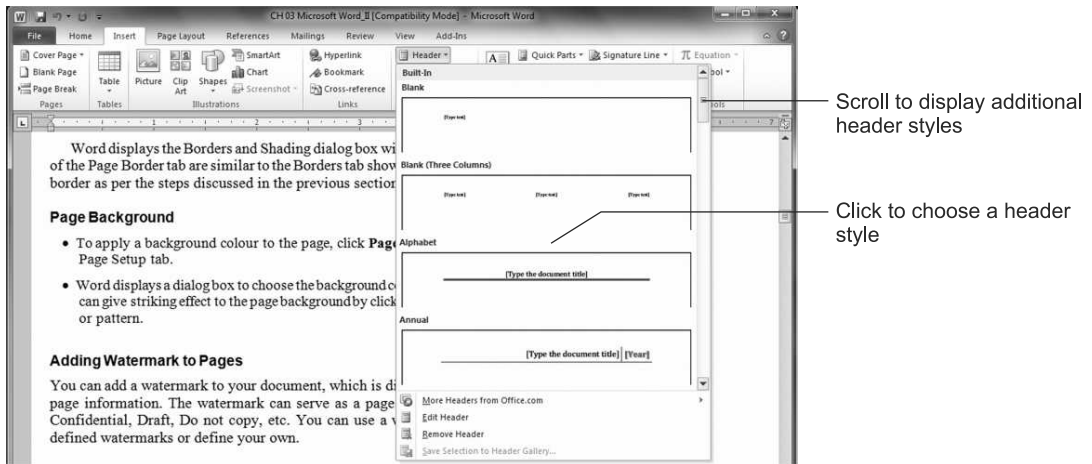 CH 03 Microsoft Word_II [Compatibility Mode] - Microsoft Word
File Home Insert Page Layout References Mailings Review View Add-Ins
Cover Page
Blank Page
Page Break
Pages
Table
Tables
Picture
Clip Art
Shapes
SmartArt
Chart
Screenshot
Illustrations
Hyperlink
Bookmark
Cross-reference
Links
Header
A
Quick Parts
Signature Line
π Equation
Built-In
Blank
[Type text]
Blank (Three Columns)
[Type text] [Type text] [Type text]
Alphabet
[Type the document title]
Annual
[Type the document title] [Year]
More Headers from Office.com
Edit Header
Remove Header
Save Selection to Header Gallery...
Word displays the Borders and Shading dialog box wi
of the Page Border tab are similar to the Borders tab show
border as per the steps discussed in the previous section
Page Background
• To apply a background colour to the page, click Page
Page Setup tab.
• Word displays a dialog box to choose the background co
can give striking effect to the page background by click
or pattern.
Adding Watermark to Pages
You can add a watermark to your document, which is di
page information. The watermark can serve as a page
Confidential, Draft, Do not copy, etc. You can use a
defined watermarks or define your own.
Scroll to display additional
header styles
Click to choose a header
style